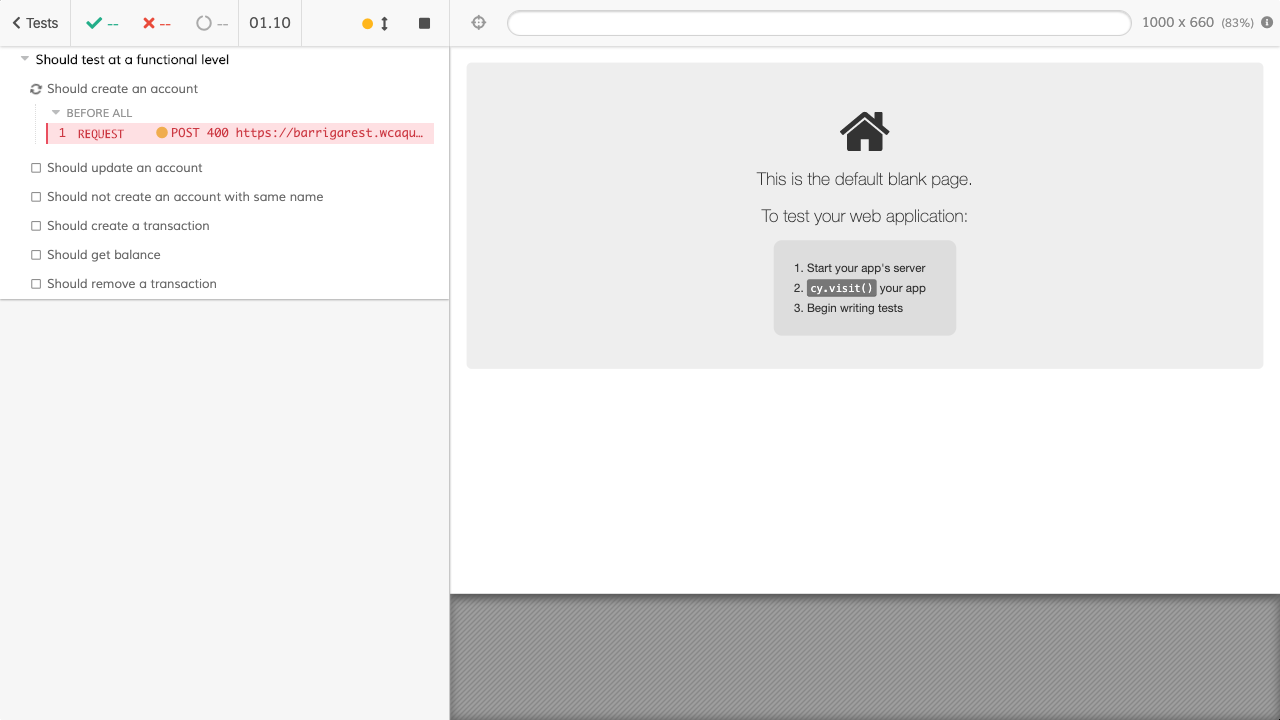 Tests
--
--
--
01.10
1000 x 660 (83%)
Should test at a functional level
Should create an account
BEFORE ALL
1 REQUEST POST 400 https://barrigarest.wcaqu…
Should update an account
Should not create an account with same name
Should create a transaction
Should get balance
Should remove a transaction
This is the default blank page.
To test your web application:
1. Start your app's server
2. cy.visit() your app
3. Begin writing tests